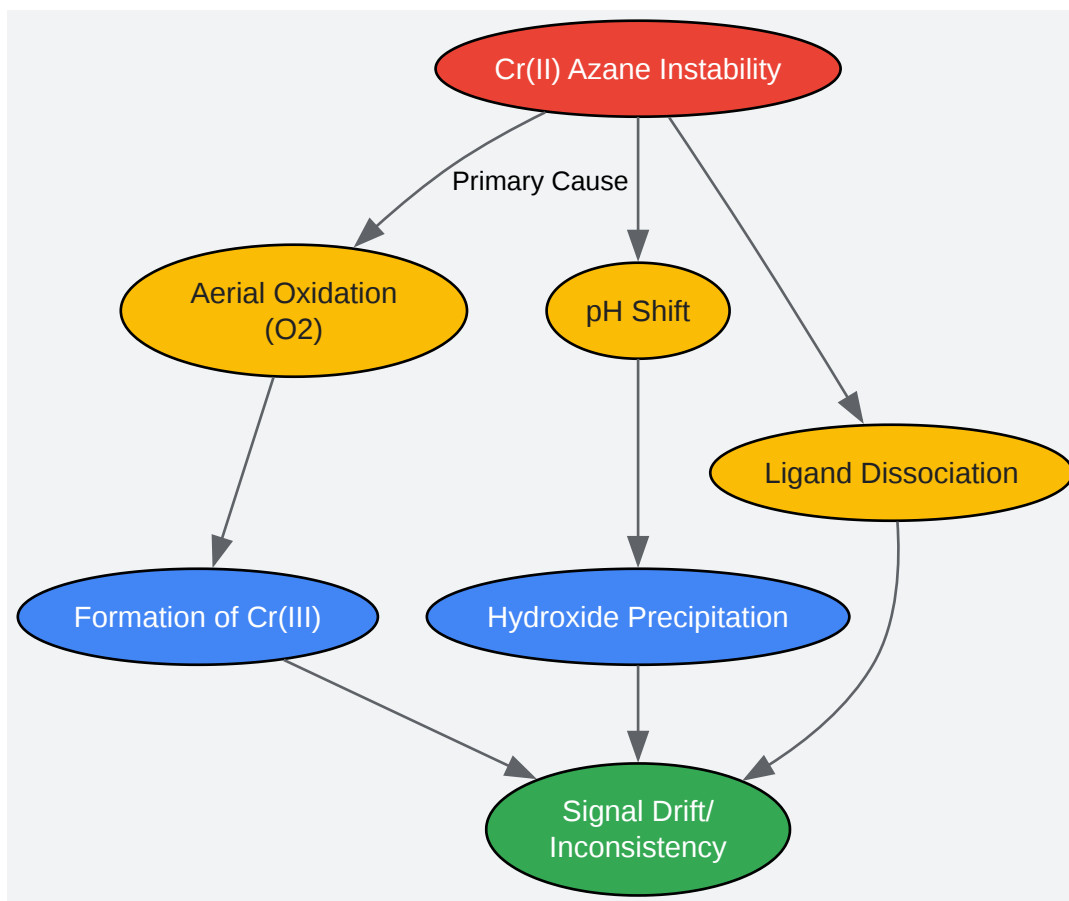 Cr(II) Azane Instability
Primary Cause
Aerial Oxidation
(O2)
pH Shift
Ligand Dissociation
Formation of Cr(III)
Hydroxide Precipitation
Signal Drift/
Inconsistency